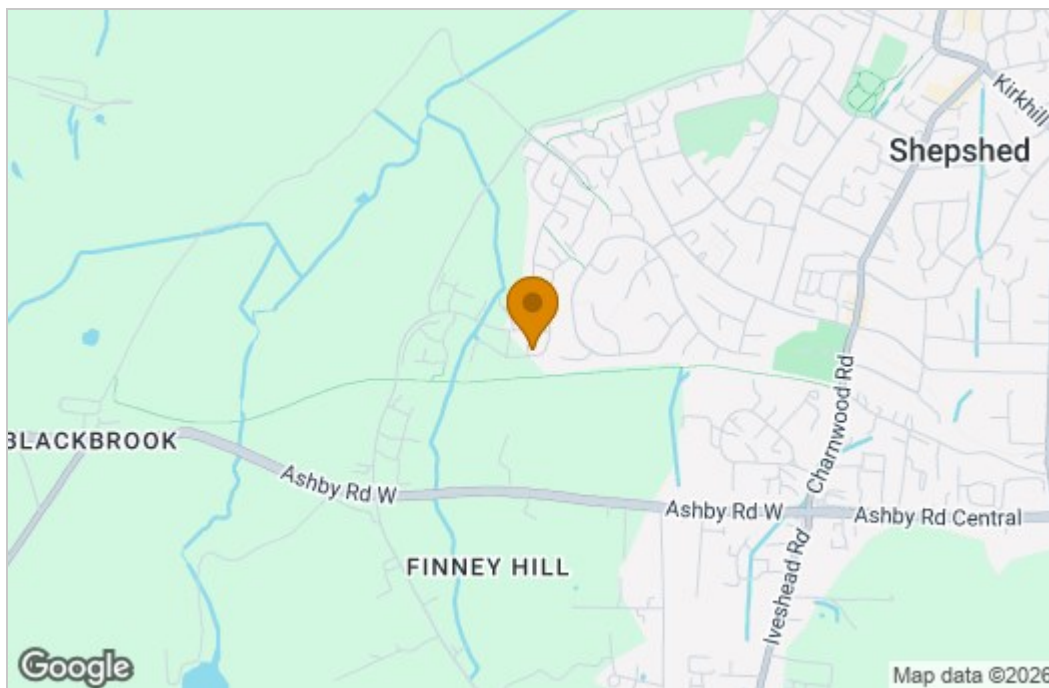 Kirkhill
Shepshed
Charnwood Rd
BLACKBROOK
Ashby Rd W
Ashby Rd W
Ashby Rd Central
FINNEY HILL
Iveshead Rd
Google
Map data ©2026